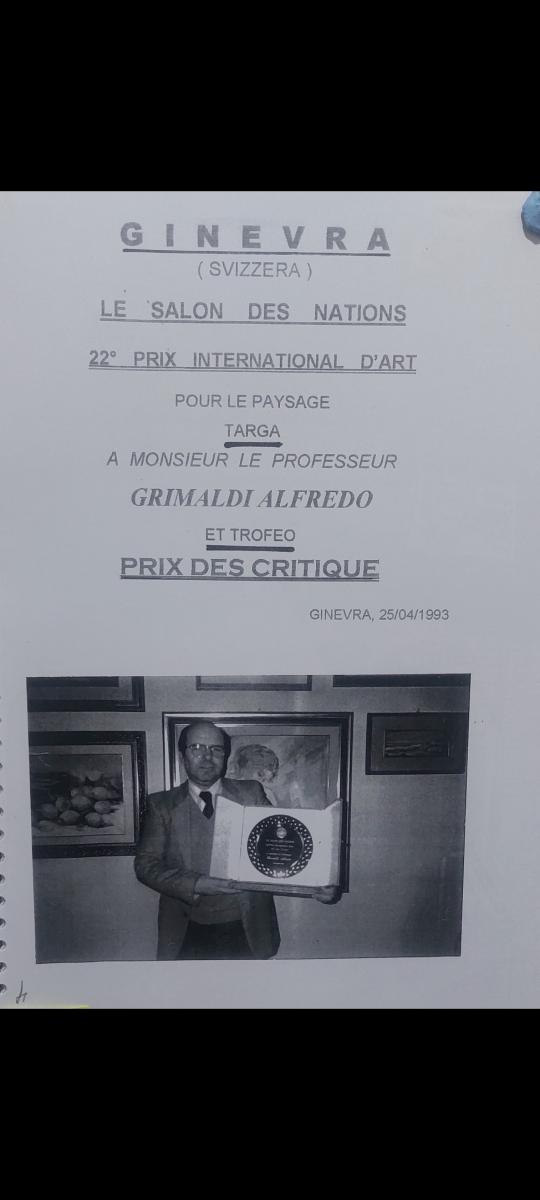 GINEVRA
( SVIZZERA )
LE SALON DES NATIONS
22° PRIX INTERNATIONAL D'ART
POUR LE PAYSAGE
TARGA
A MONSIEUR LE PROFESSEUR
GRIMALDI ALFREDO
ET TROFEO
PRIX DES CRITIQUE
GINEVRA, 25/04/1993